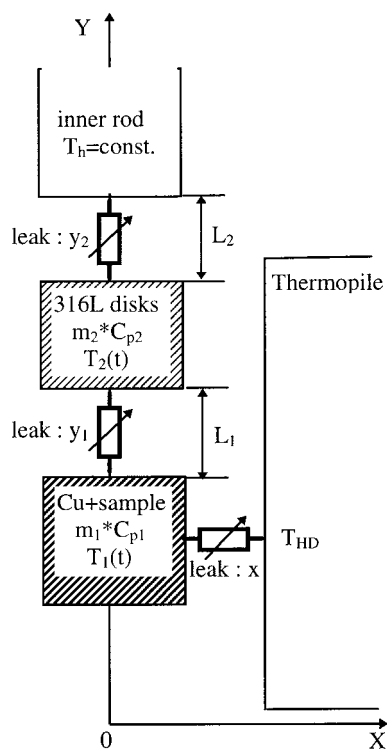 Y
inner rod
T_h=const.
leak : y_2
L_2
Thermopile
316L disks
m_2*C_p2
T_2(t)
leak : y_1
L_1
Cu+sample
m_1*C_p1
T_1(t)
T_HD
leak : x
0
X